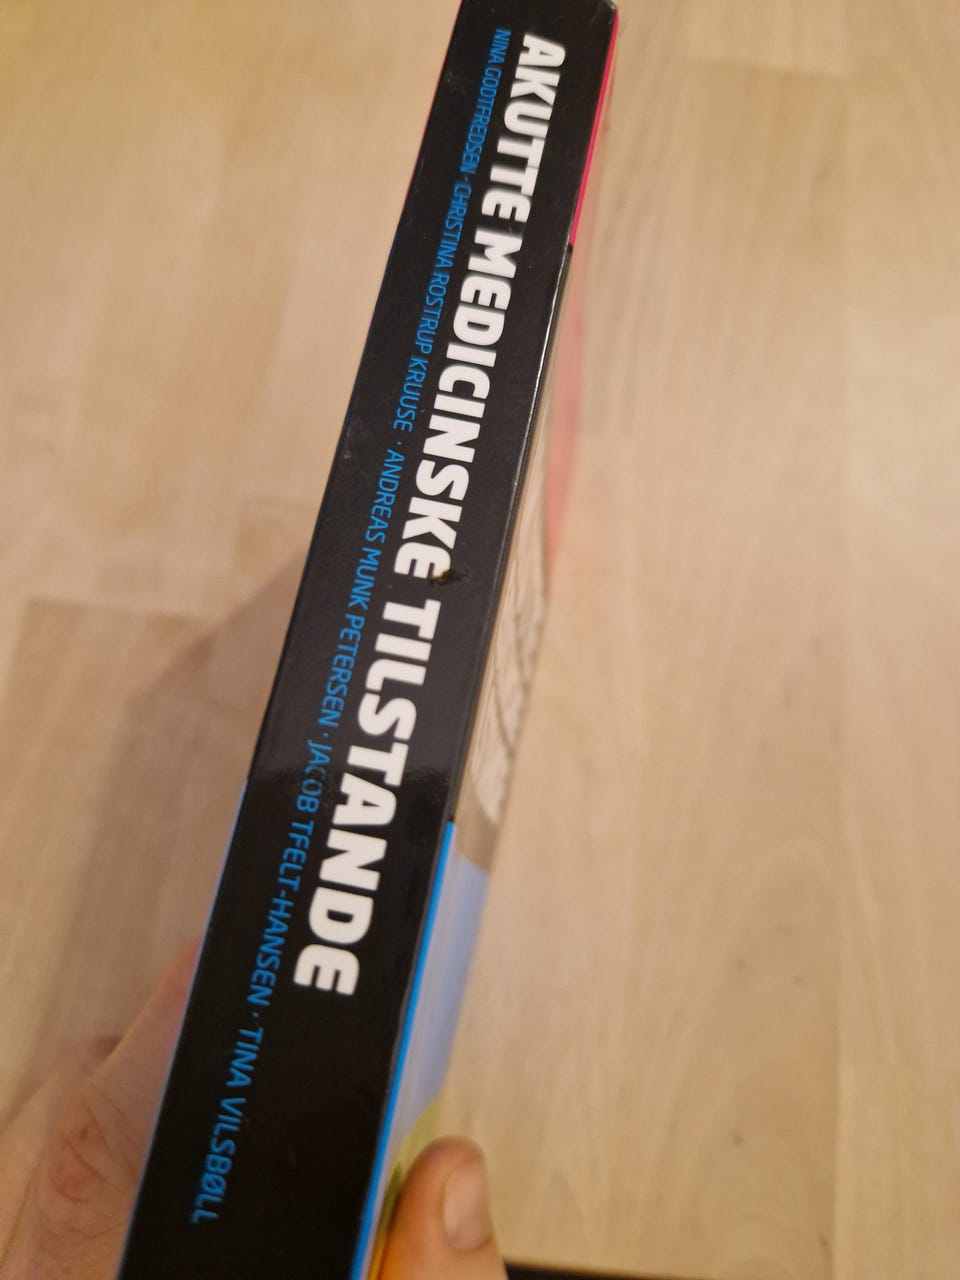 AKUTTE MEDICINSKE TILSTANDE
NINA GODTFREDSEN · CHRISTINA ROSTRUP KRUUSE · ANDREAS MUNK PETERSEN · JACOB TFELT-HANSEN · TINA VILSBØLL